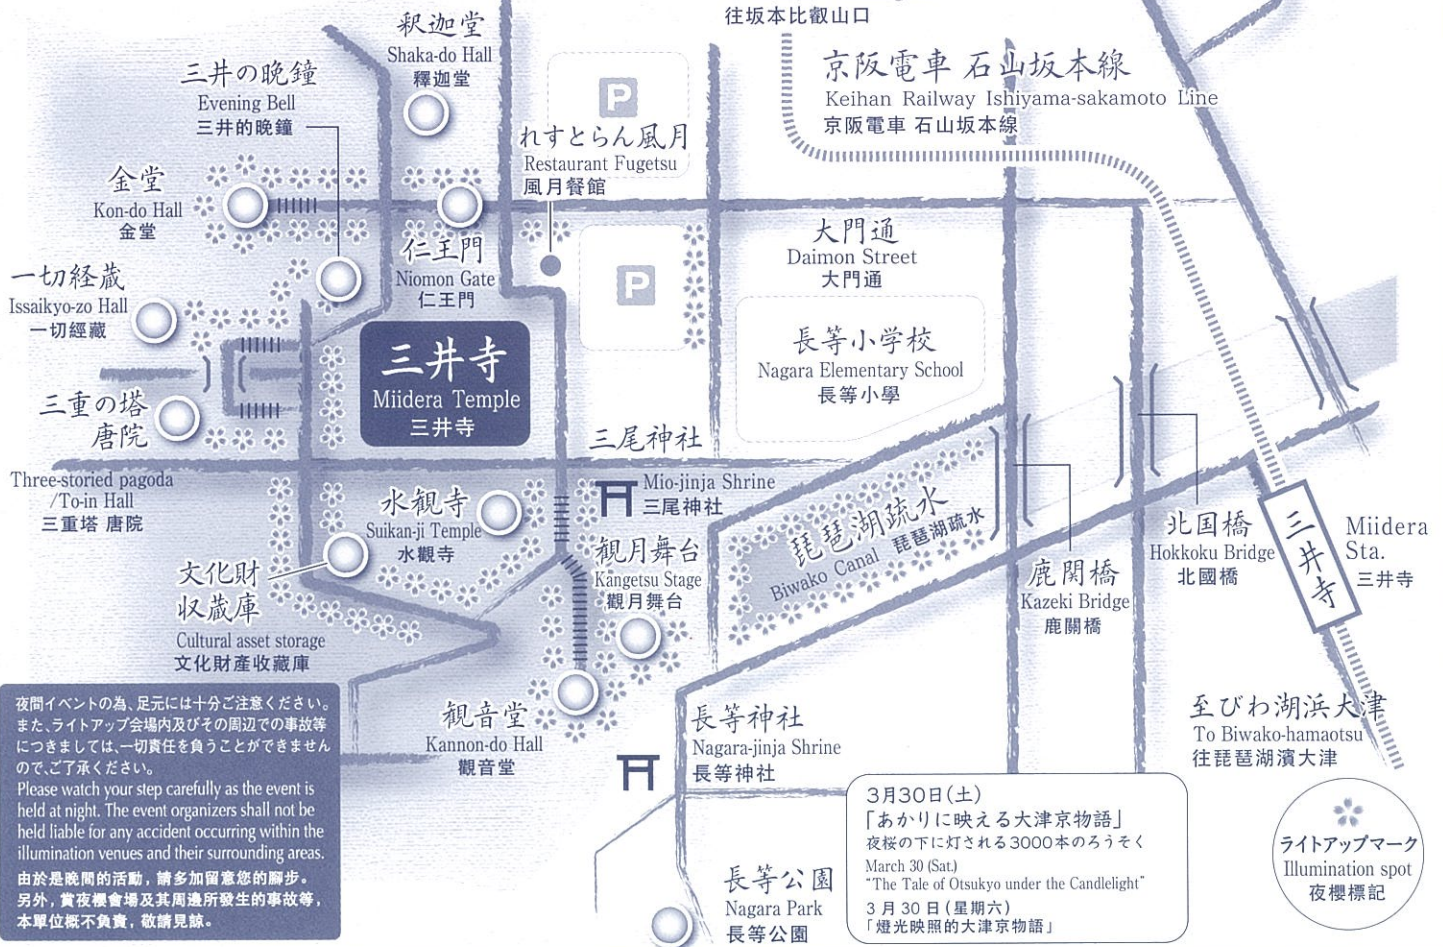 往坂本比叡山口
京阪電車 石山坂本線
Keihan Railway Ishiyama-sakamoto Line
京阪電車 石山坂本線
釈迦堂
Shaka-do Hall
釋迦堂
三井の晩鐘
Evening Bell
三井的晩鐘
P
れすとらん風月
Restaurant Fugetsu
風月餐館
金堂
Kon-do Hall
金堂
仁王門
Niomon Gate
仁王門
大門通
Daimon Street
大門通
P
一切経蔵
Issaikyo-zo Hall
一切經藏
三井寺
Miidera Temple
三井寺
長等小学校
Nagara Elementary School
長等小學
三重の塔
唐院
Three-storied pagoda
/To-in Hall
三重塔 唐院
三尾神社
Mio-jinja Shrine
三尾神社
水観寺
Suikan-ji Temple
水觀寺
観月舞台
Kangetsu Stage
觀月舞台
琵琶湖疏水
Biwako Canal 琵琶湖疏水
鹿関橋
Kazeki Bridge
鹿關橋
北国橋
Hokkoku Bridge
北國橋
三井寺
Miidera
Sta.
三井寺
文化財
収蔵庫
Cultural asset storage
文化財產收藏庫
観音堂
Kannon-do Hall
觀音堂
長等神社
Nagara-jinja Shrine
長等神社
至びわ湖浜大津
To Biwako-hamaotsu
往琵琶湖濱大津
夜間イベントの為、足元には十分ご注意ください。
また、ライトアップ会場内及びその周辺での事故等
につきましては、一切責任を負うことができません
ので、ご了承ください。
Please watch your step carefully as the event is
held at night. The event organizers shall not be
held liable for any accident occurring within the
illumination venues and their surrounding areas.
由於是晚間的活動，請多加留意您的腳步。
另外，賞夜櫻會場及其周邊所發生的事故等，
本單位概不負責，敬請見諒。
長等公園
Nagara Park
長等公園
3月30日(土)
「あかりに映える大津京物語」
夜桜の下に灯される3000本のろうそく
March 30 (Sat.)
"The Tale of Otsukyo under the Candlelight"
3月30日(星期六)
「燈光映照的大津京物語」
ライトアップマーク
Illumination spot
夜櫻標記